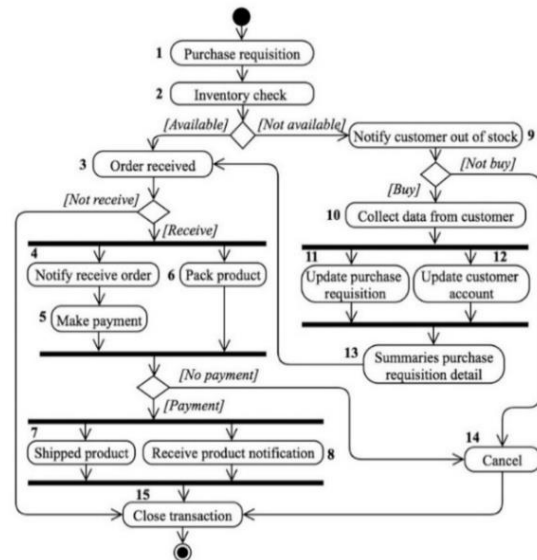 1 Purchase requisition
2 Inventory check
[Available]
[Not available]
Notify customer out of stock 9
3 Order received
[Not buy]
[Buy]
[Not receive]
10 Collect data from customer
[Receive]
4
Notify receive order
6 Pack product
11
Update purchase
requisition
12
Update customer
account
5 Make payment
13
Summaries purchase
requisition detail
[No payment]
[Payment]
7
Shipped product
Receive product notification 8
14
Cancel
15
Close transaction